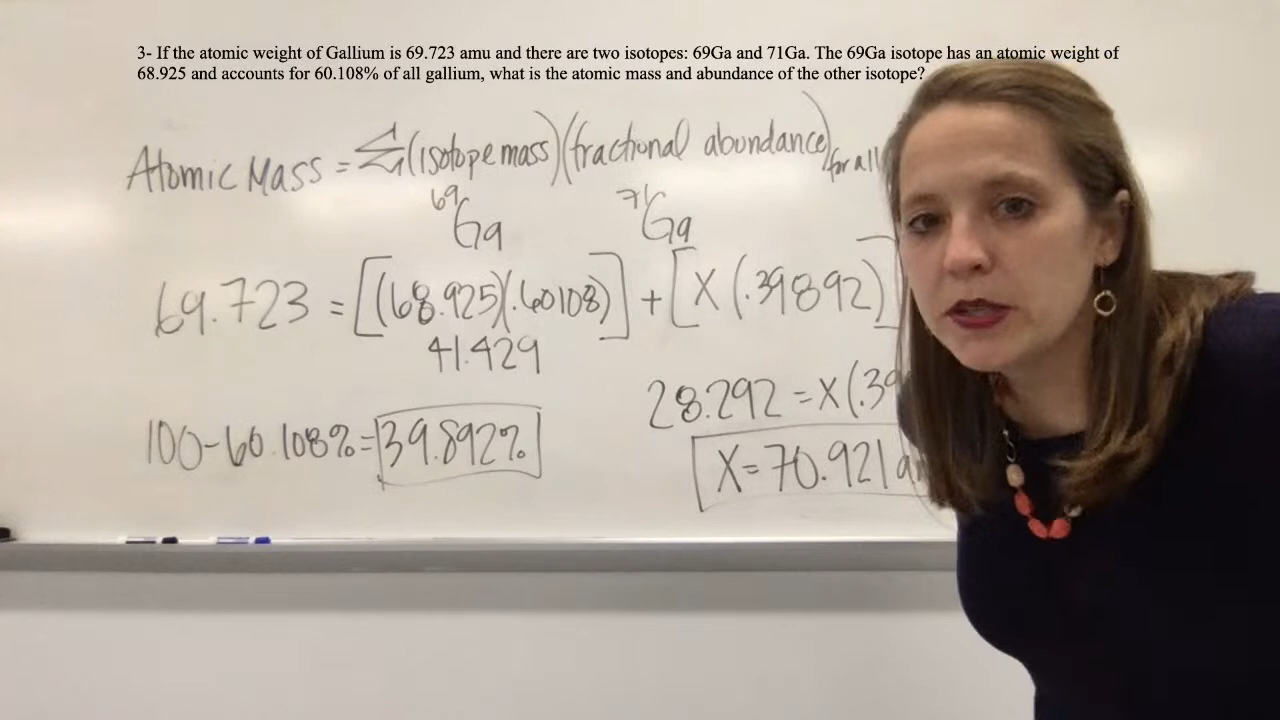 3- If the atomic weight of Gallium is 69.723 amu and there are two isotopes: 69Ga and 71Ga. The 69Ga isotope has an atomic weight of
68.925 and accounts for 60.108% of all gallium, what is the atomic mass and abundance of the other isotope?
Atomic Mass = Σ(isotope mass)(fractional abundance) for all
⁶⁹Ga ⁷¹Ga
69.723 = [(68.925)(.60108)] + [X (.39892)]
41.429
28.292 = X (.39
100-60.108% = 39.892%
X = 70.921